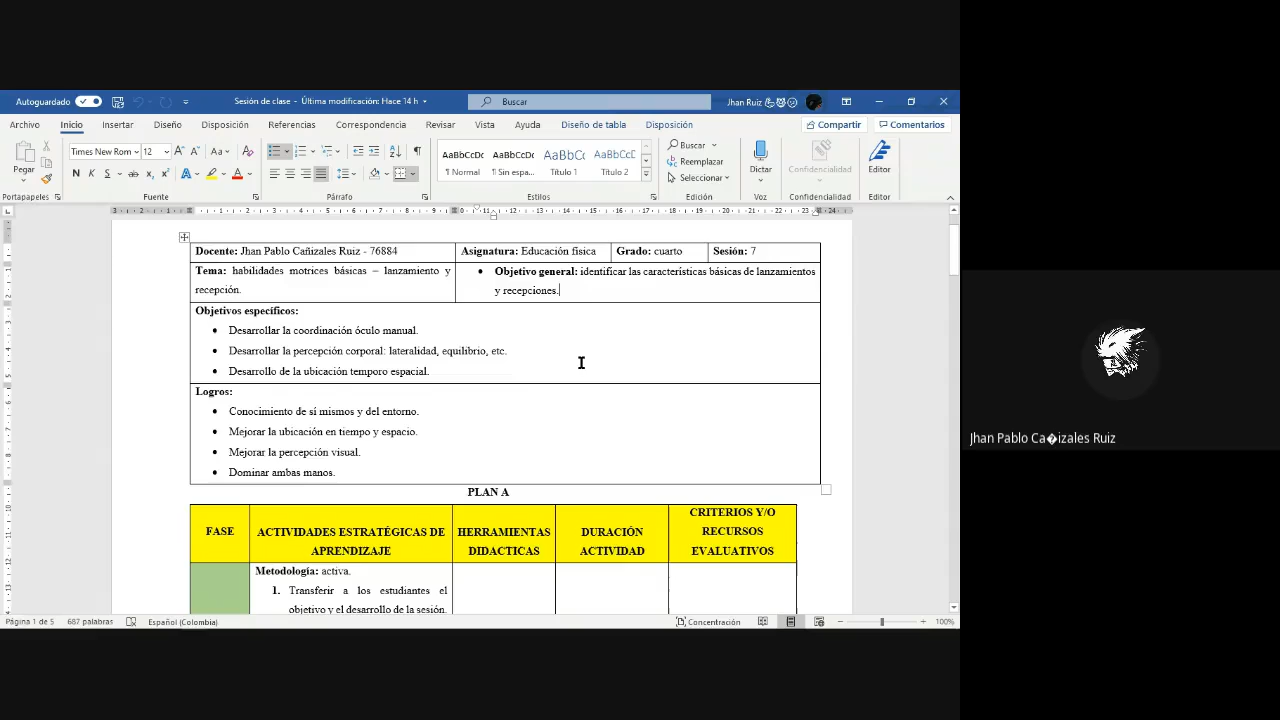 Autoguardado
Sesión de clase - Última modificación: Hace 14 h
Buscar
Jhan Ruiz
Archivo Inicio Insertar Diseño Disposición Referencias Correspondencia Revisar Vista Ayuda Diseño de tabla Disposición
Compartir Comentarios
Pegar
Times New Rom 12
N K S
AaBbCcDc AaBbCcDc AaBbCc AaBbCcD
¶ Normal ¶ Sin espa... Título 1 Título 2
Buscar
Reemplazar
Seleccionar
Dictar
Confidencialidad
Editor
Portapapeles Fuente Párrafo Estilos Edición Voz Confidencialidad Editor
Docente: Jhan Pablo Cañizales Ruiz - 76884
Asignatura: Educación física
Grado: cuarto
Sesión: 7
Tema: habilidades motrices básicas – lanzamiento y
recepción.
• Objetivo general: identificar las características básicas de lanzamientos
y recepciones.
Objetivos específicos:
• Desarrollar la coordinación óculo manual.
• Desarrollar la percepción corporal: lateralidad, equilibrio, etc.
• Desarrollo de la ubicación temporo espacial.
Logros:
• Conocimiento de sí mismos y del entorno.
• Mejorar la ubicación en tiempo y espacio.
• Mejorar la percepción visual.
• Dominar ambas manos.
PLAN A
FASE
ACTIVIDADES ESTRATÉGICAS DE
APRENDIZAJE
HERRAMIENTAS
DIDACTICAS
DURACIÓN
ACTIVIDAD
CRITERIOS Y/O
RECURSOS
EVALUATIVOS
Metodología: activa.
1. Transferir a los estudiantes el
objetivo y el desarrollo de la sesión.
Página 1 de 5 687 palabras Español (Colombia)
Concentración
100%
Jhan Pablo Ca�izales Ruiz